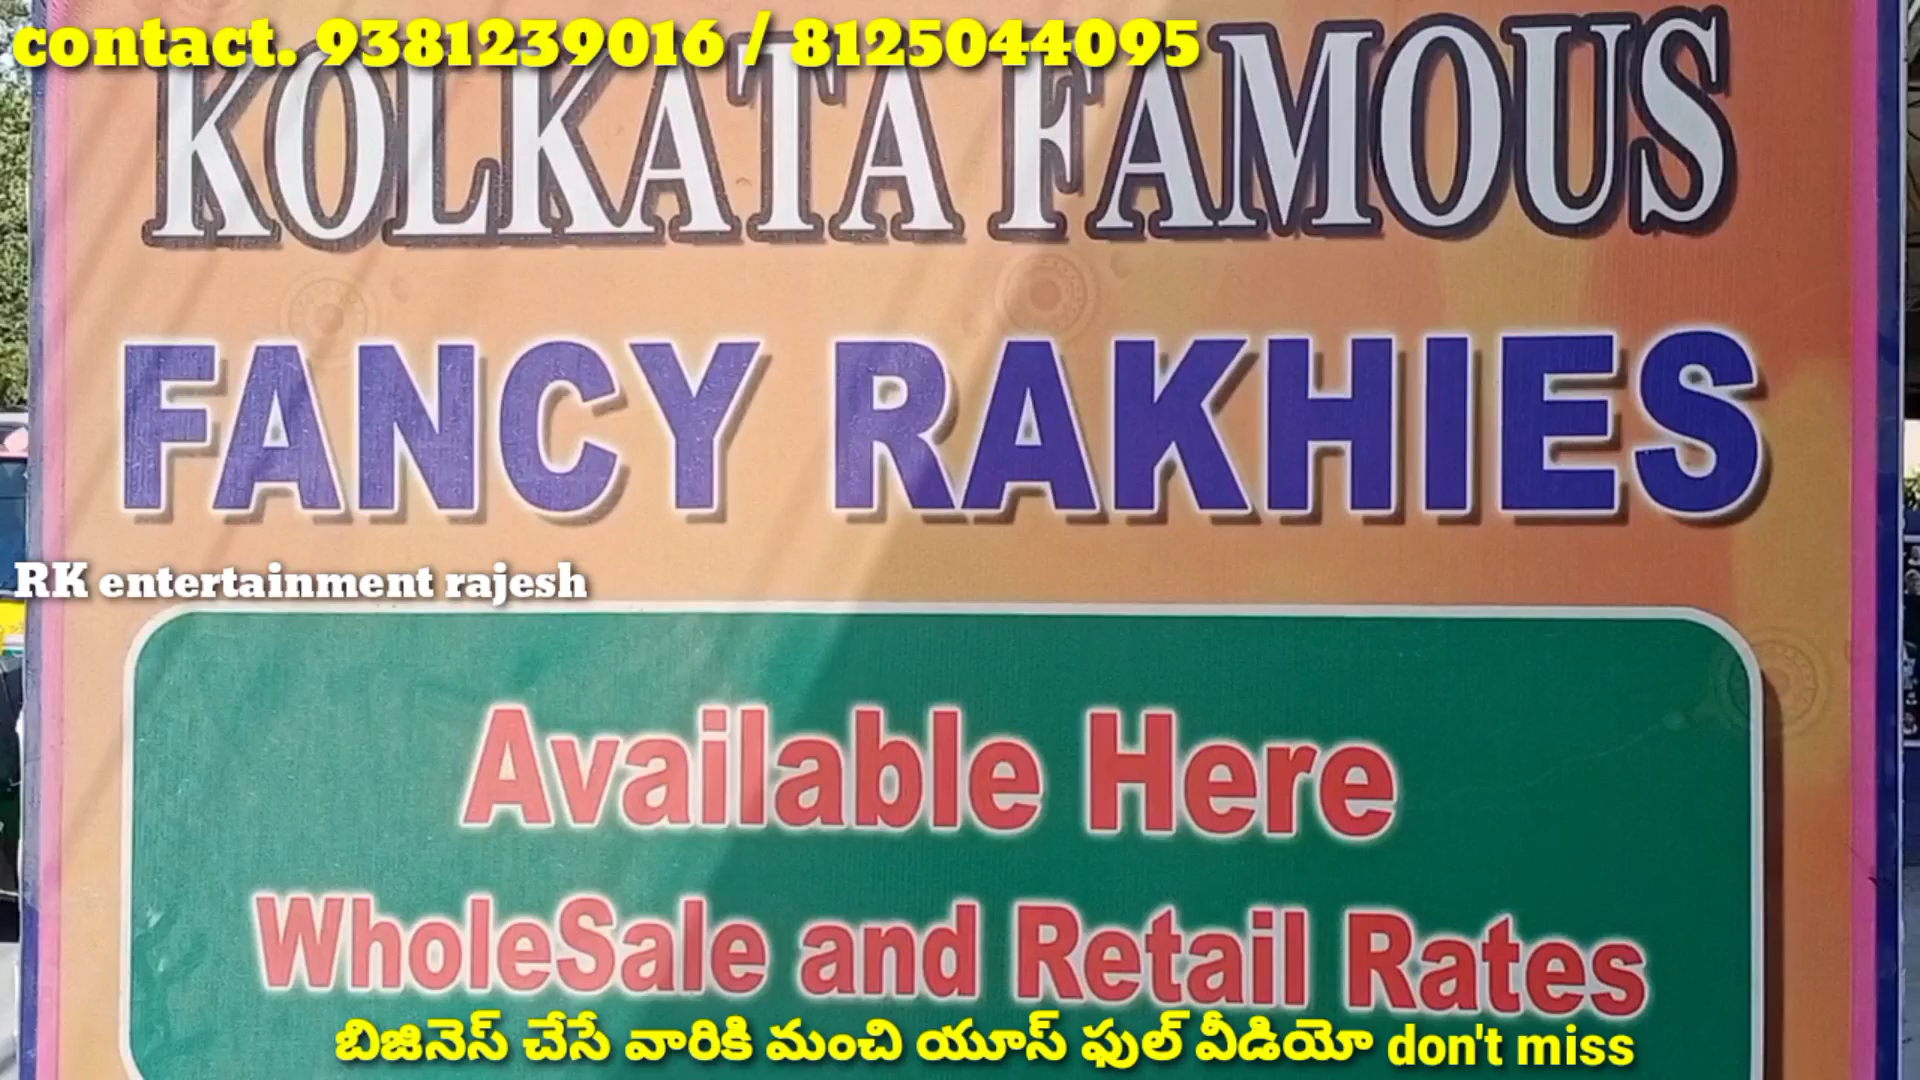 contact. 9381239016 / 8125044095
KOLKATA FAMOUS
FANCY RAKHIES
RK entertainment rajesh
Available Here
WholeSale and Retail Rates
బిజినెస్ చేసే వారికి మంచి యూస్ ఫుల్ వీడియో don't miss